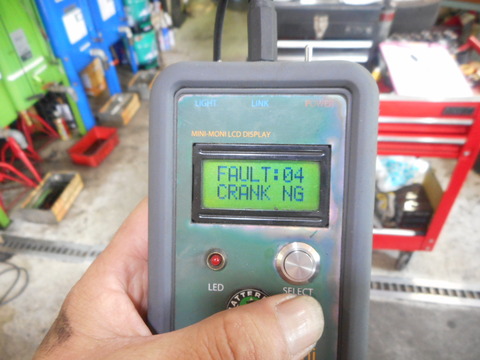 LIGHT LINK
MINI-MONI LCD DISPLAY
FAULT:04
CRANK NG
LED
SELECT